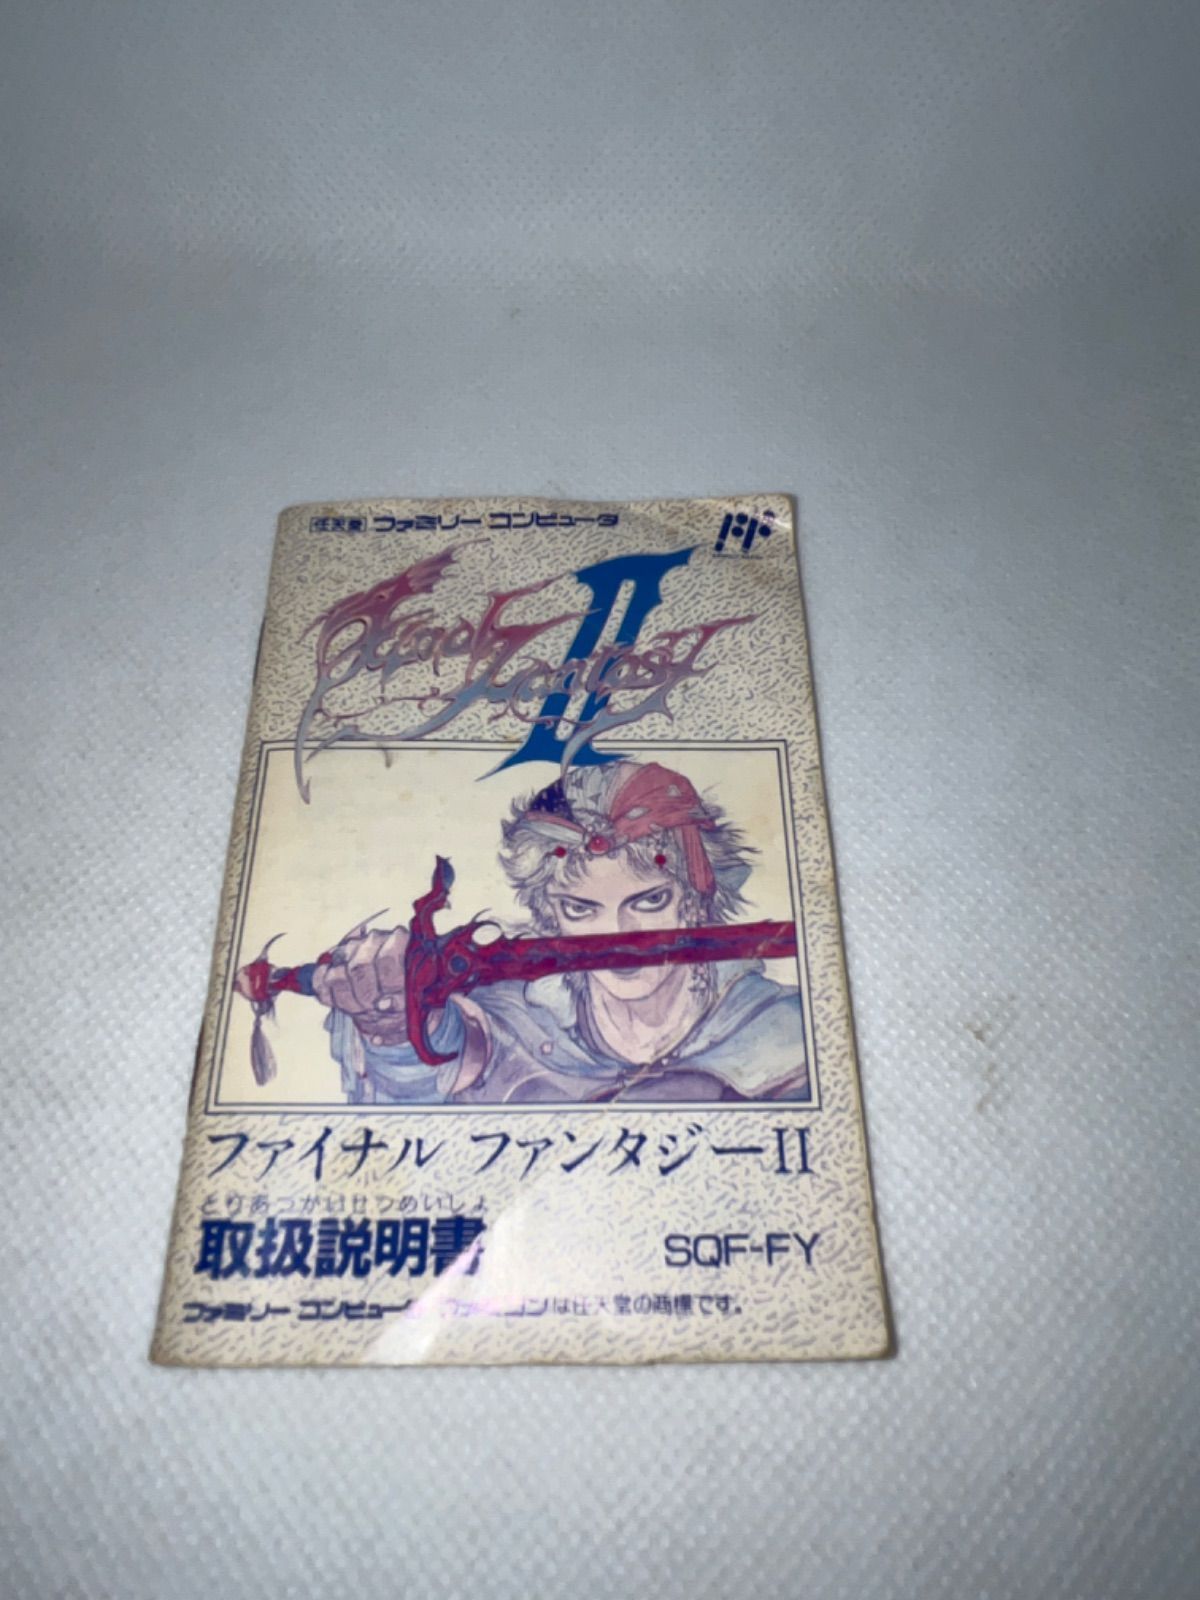 任天堂 ファミリー コンピュータ
Final Fantasy II
ファイナル ファンタジーII
とりあつかいせつめいしょ
取扱説明書 SQF-FY
ファミリー コンピュータ ファミコンは任天堂の商標です。